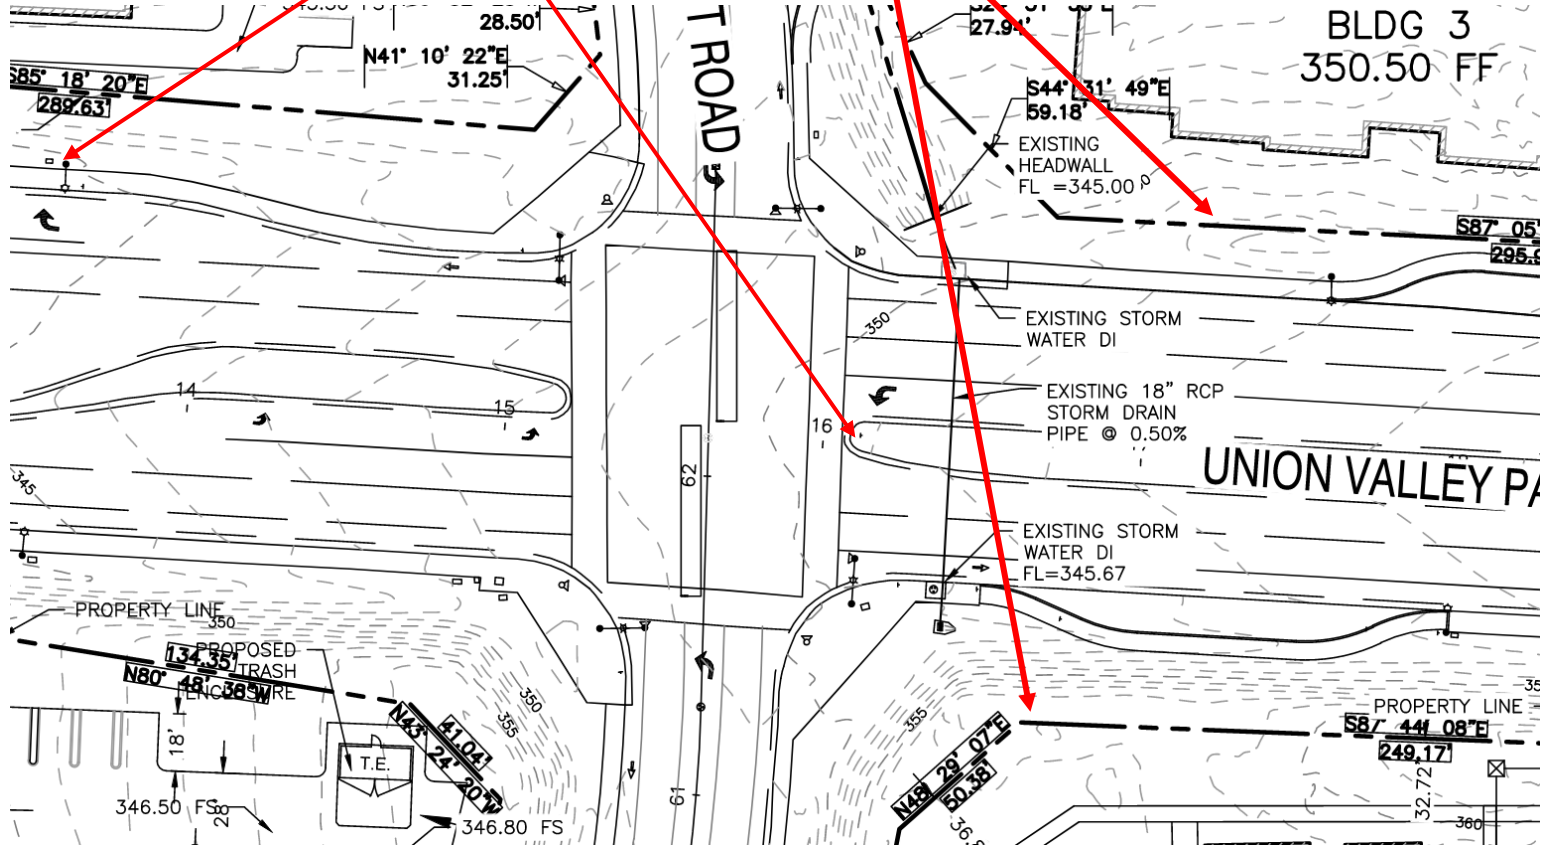 28.50'
N41° 10' 22"E
31.25'
S85° 18' 20"E
289.63'
T ROAD
27.94'
BLDG 3
350.50 FF
S44° 31' 49"E
59.18'
EXISTING
HEADWALL
FL =345.00
S87° 05'
295.9
EXISTING STORM
WATER DI
350
EXISTING 18" RCP
STORM DRAIN
PIPE @ 0.50%
14
15
16
62
UNION VALLEY PA
345
EXISTING STORM
WATER DI
FL=345.67
PROPERTY LINE
350
134.35'
N80° 48' 38"W
PROPOSED
TRASH
ENCLOSURE
350
355
355
N43° 24' 20"W
41.04'
18'
T.E.
346.50 FS
28'
346.80 FS
61
N48° 29' 07"E
50.38'
PROPERTY LINE
S87° 44' 08"E
249.17'
32.72'
36.9
360